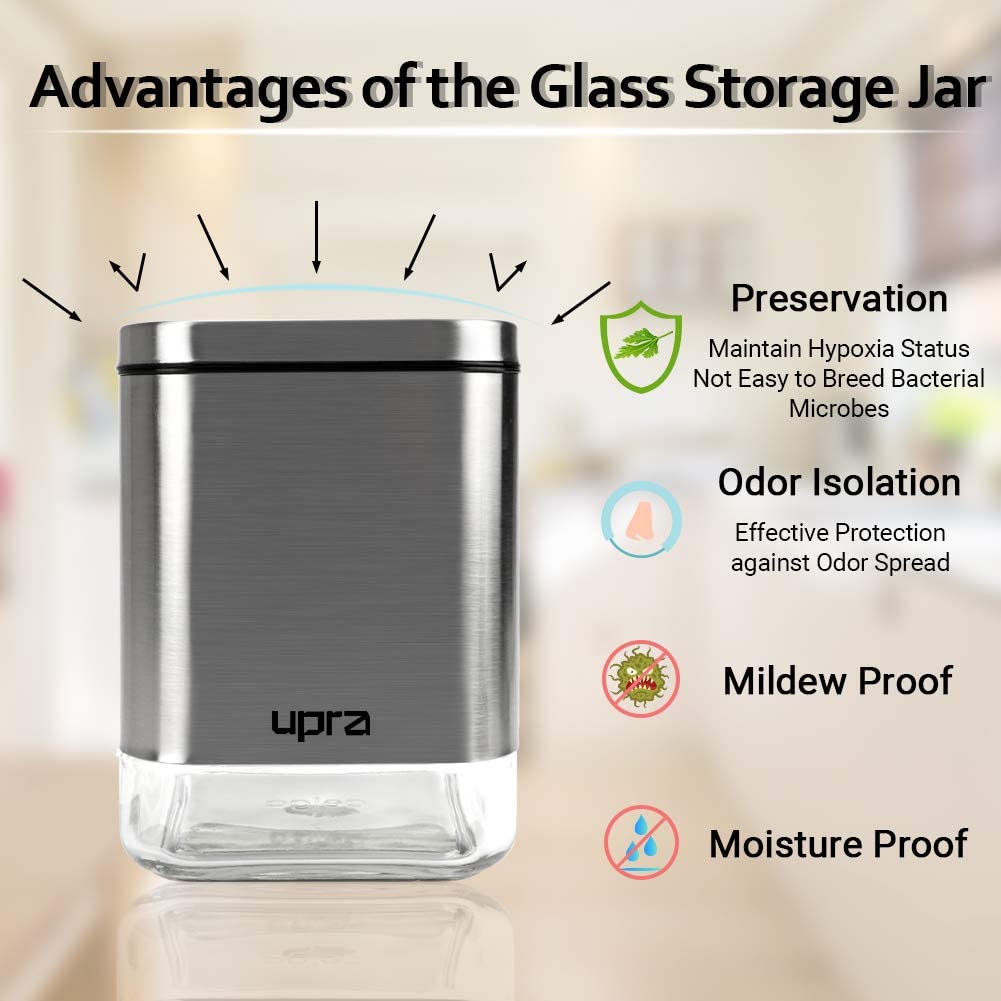 Advantages of the Glass Storage Jar
Preservation
Maintain Hypoxia Status
Not Easy to Breed Bacterial
Microbes
Odor Isolation
Effective Protection
against Odor Spread
upra
Mildew Proof
Moisture Proof